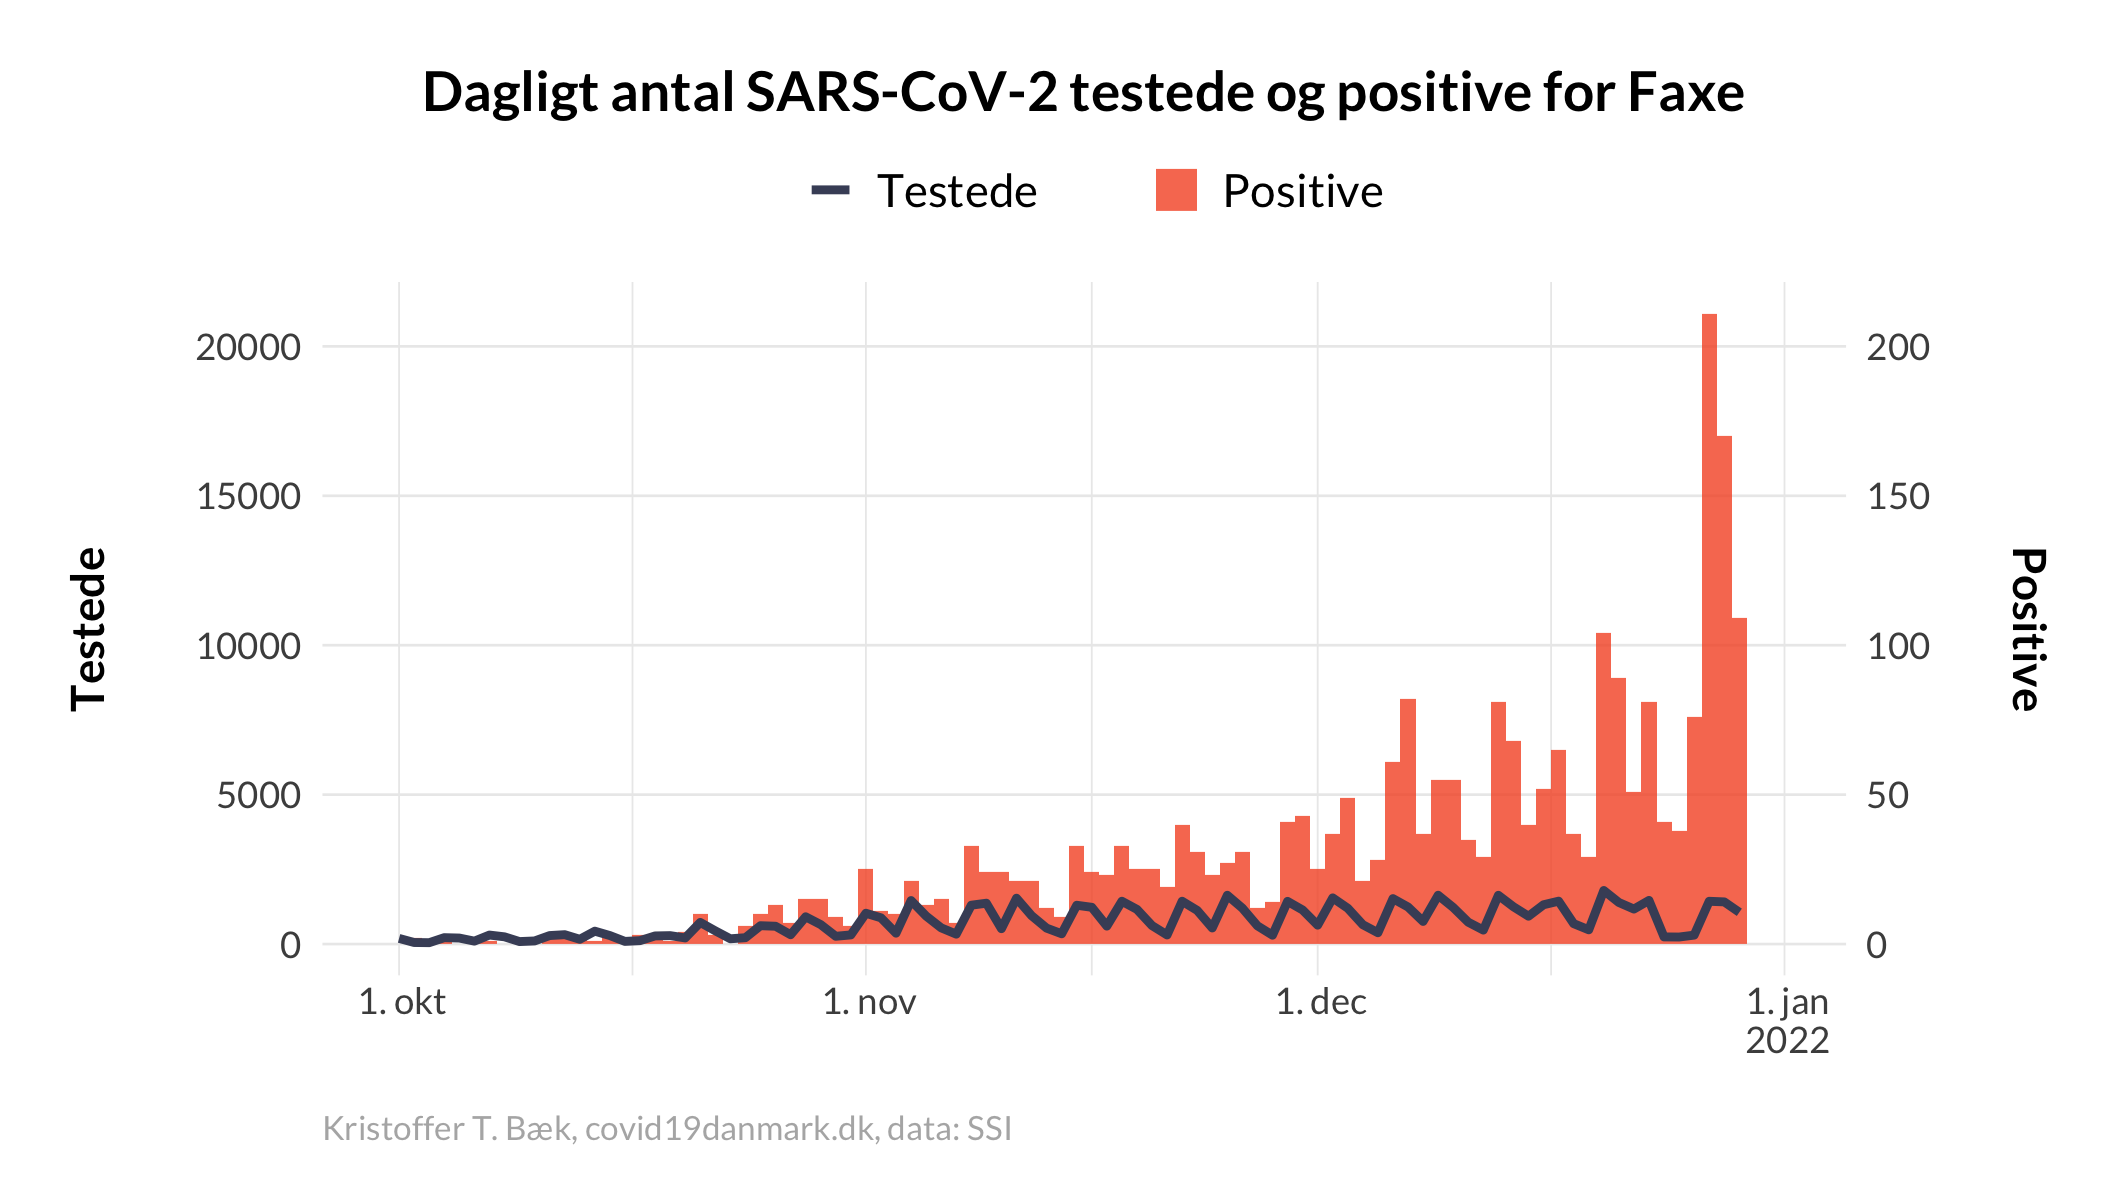 Dagligt antal SARS-CoV-2 testede og positive for Faxe
Testede Positive
20000 200
15000 150
10000 100
5000 50
0 0
Testede
Positive
1. okt 1. nov 1. dec 1. jan
2022
Kristoffer T. Bæk, covid19danmark.dk, data: SSI